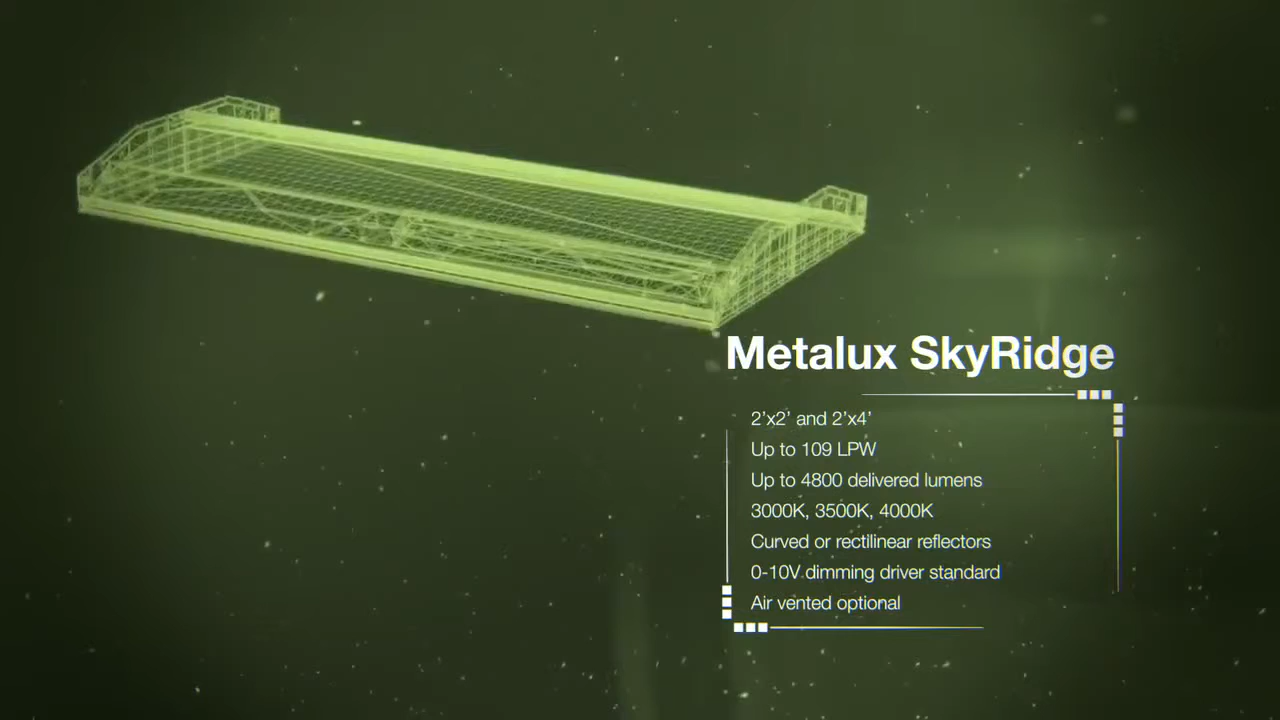 Metalux SkyRidge
2’x2’ and 2’x4’
Up to 109 LPW
Up to 4800 delivered lumens
3000K, 3500K, 4000K
Curved or rectilinear reflectors
0-10V dimming driver standard
Air vented optional